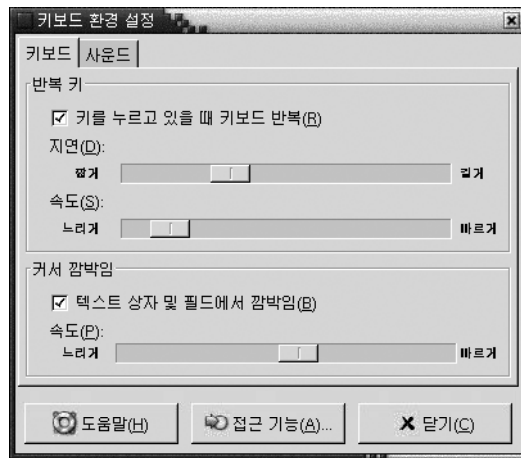 키보드 환경 설정
키보드 사운드
반복 키
키를 누르고 있을 때 키보드 반복(R)
지연(D):
짧게 길게
속도(S):
느리게 빠르게
커서 깜박임
텍스트 상자 및 필드에서 깜박임(B)
속도(P):
느리게 빠르게
도움말(H) 접근 기능(A)... 닫기(C)